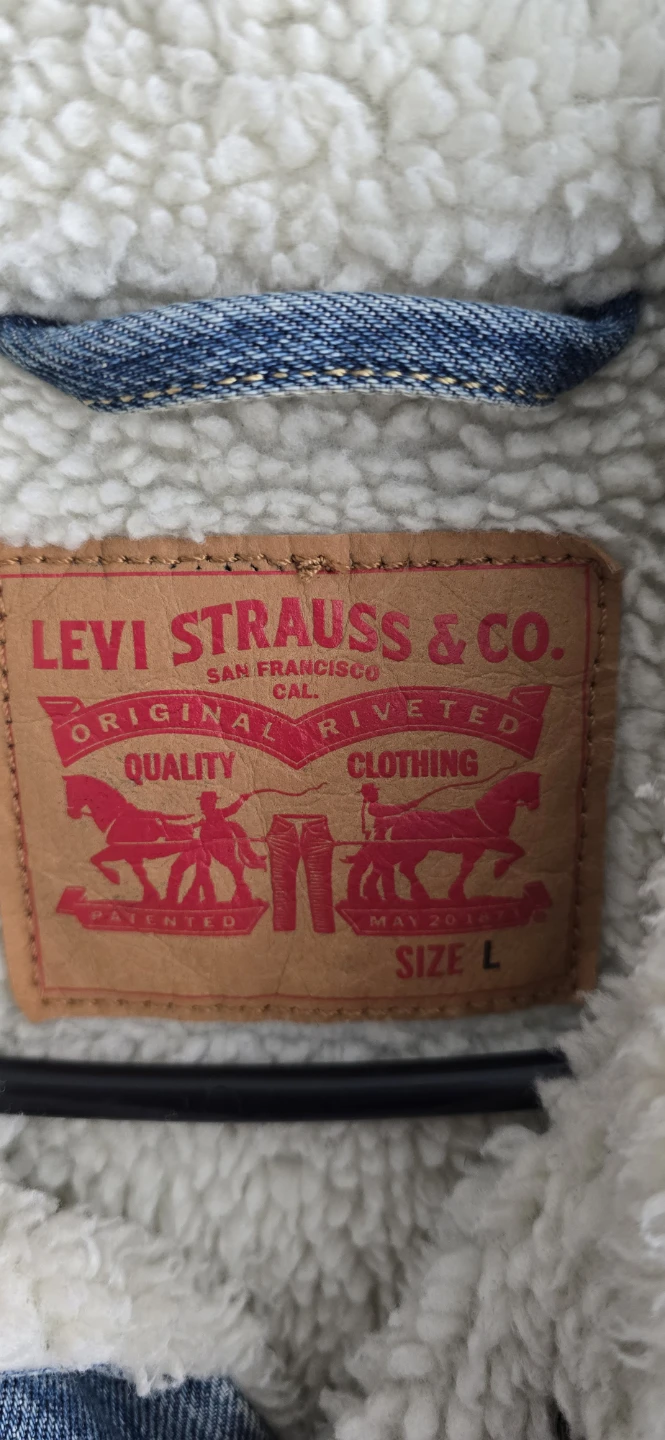 LEVI STRAUSS & CO.
SAN FRANCISCO
CAL.
ORIGINAL RIVETED
QUALITY CLOTHING
PATENTED MAY 20 1873
SIZE L